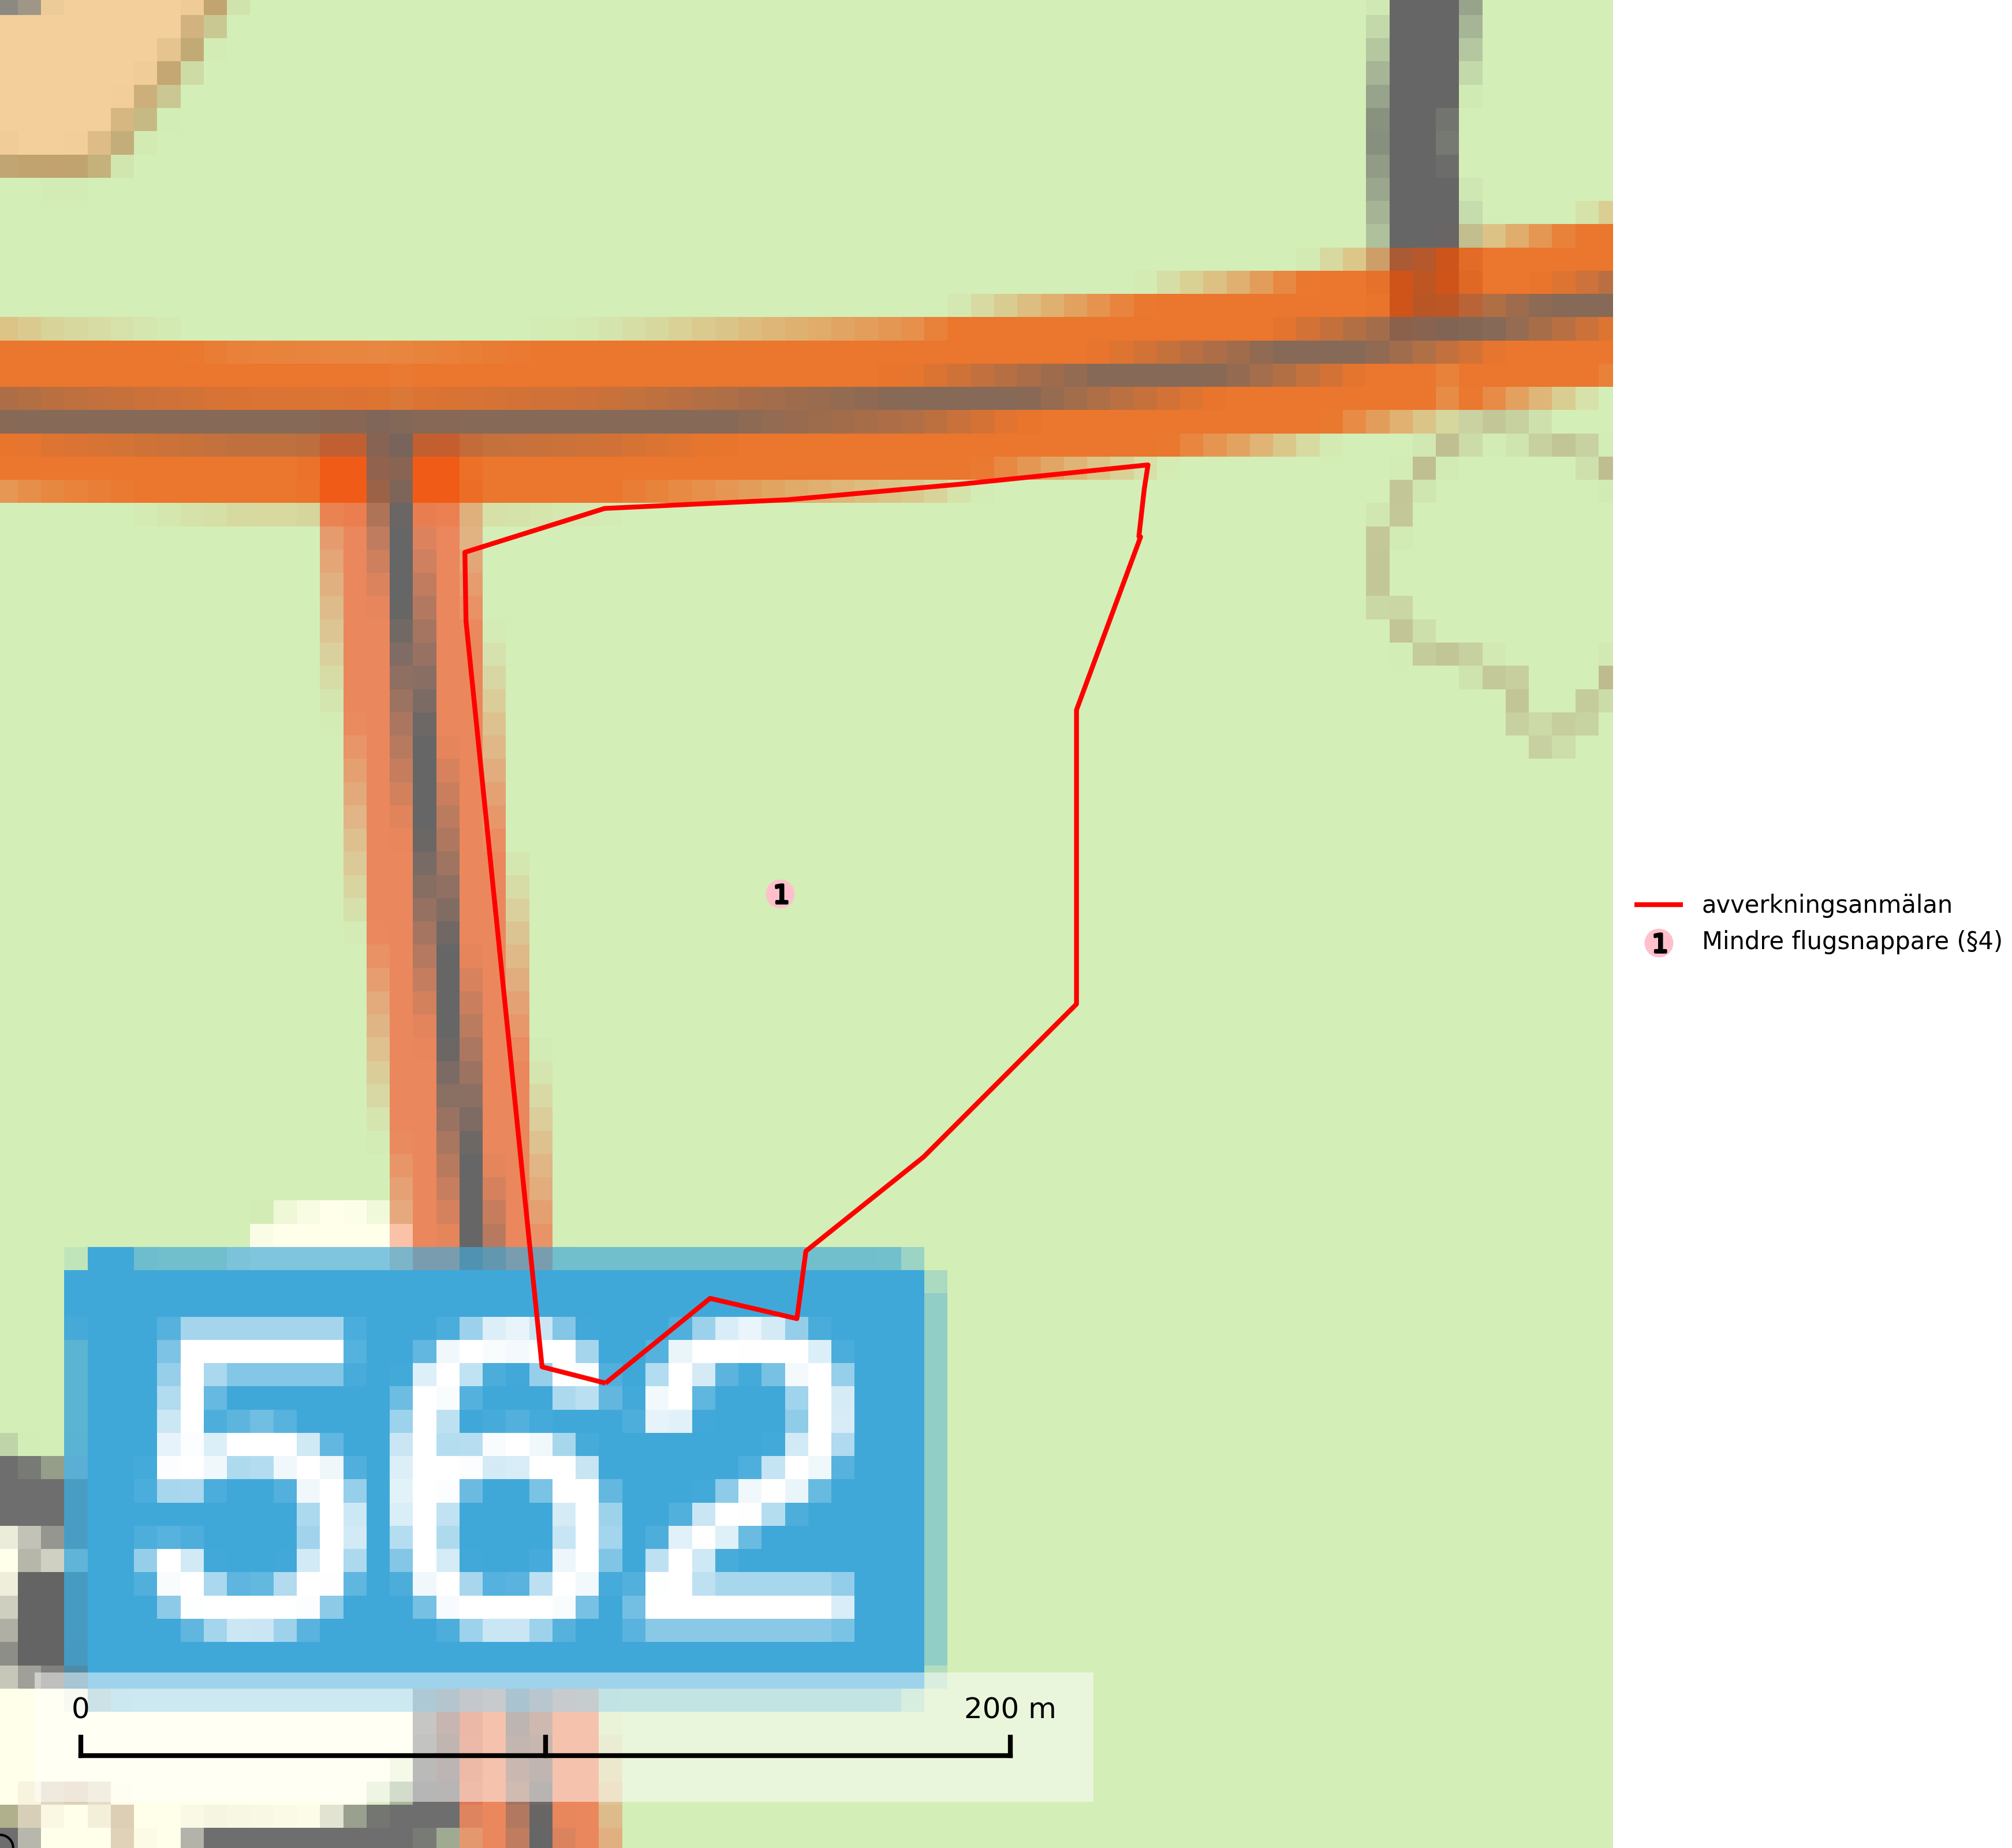 1
avverkningsanmälan
1 Mindre flugsnappare (§4)
562
0 200 m